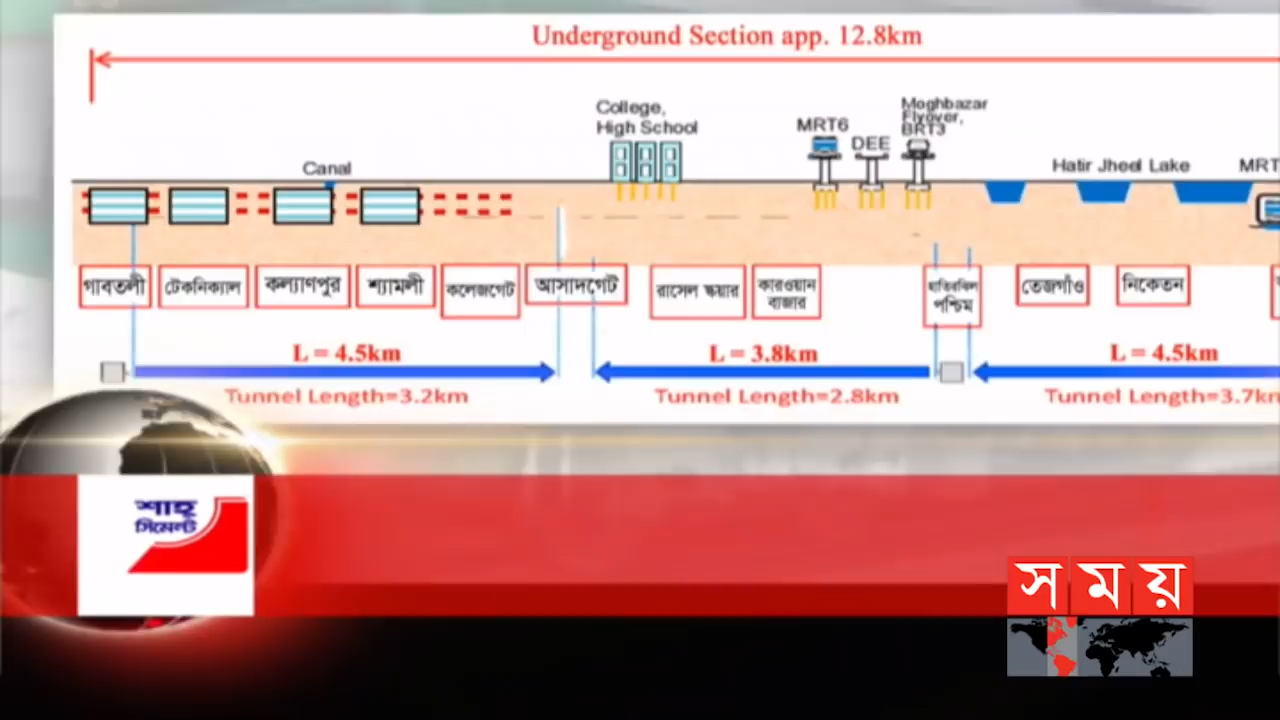 Underground Section app. 12.8km
College,
High School
MRT6
DEE
Moghbazar
Flyover,
BRT3
Canal
Hatir Jheel Lake
MRT
গাবতলী
টেকনিক্যাল
কল্যাণপুর
শ্যামলী
কলেজগেট
আসাদগেট
রাসেল স্কয়ার
কারওয়ান
বাজার
হাতিরঝিল
পশ্চিম
তেজগাঁও
নিকেতন
L = 4.5km
L = 3.8km
L = 4.5km
Tunnel Length=3.2km
Tunnel Length=2.8km
Tunnel Length=3.7km
শাহ্
সিমেন্ট
সময়